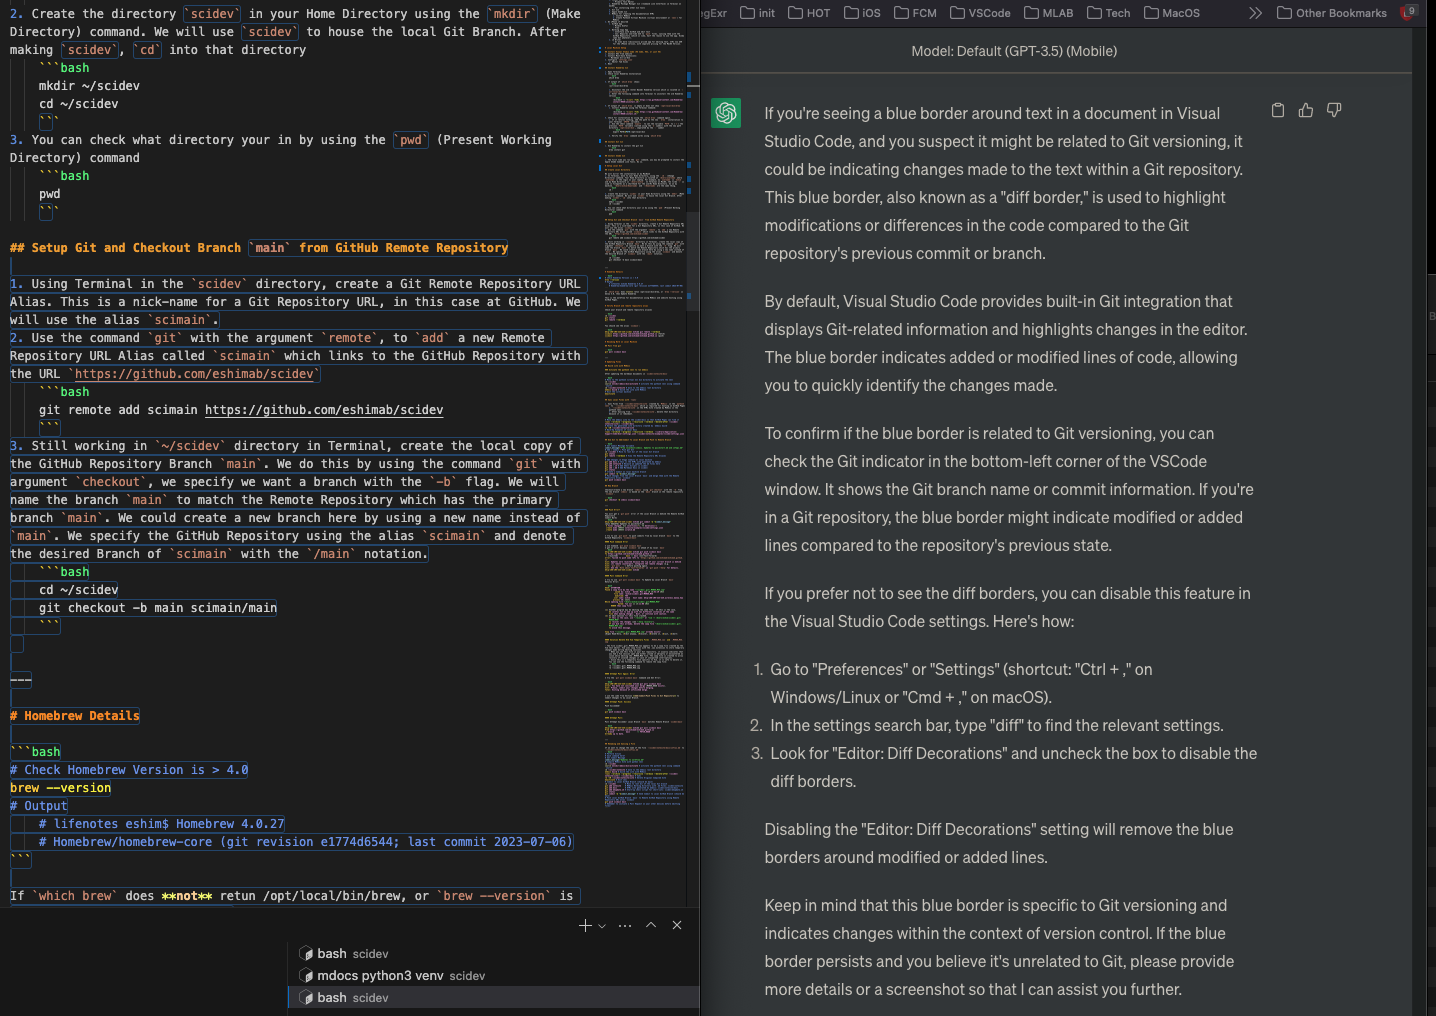 2. Create the directory `scidev` in your Home Directory using the `mkdir` (Make
Directory) command. We will use `scidev` to house the local Git Branch. After
making `scidev`, `cd` into that directory
```bash
mkdir ~/scidev
cd ~/scidev
```
3. You can check what directory your in by using the `pwd` (Present Working
Directory) command
```bash
pwd
```
## Setup Git and Checkout Branch `main` from GitHub Remote Repository
1. Using Terminal in the `scidev` directory, create a Git Remote Repository URL
Alias. This is a nick-name for a Git Repository URL, in this case at GitHub. We
will use the alias `scimain`.
2. Use the command `git` with the argument `remote`, to `add` a new Remote
Repository URL Alias called `scimain` which links to the GitHub Repository with
the URL `https://github.com/eshimab/scidev`
```bash
git remote add scimain https://github.com/eshimab/scidev
```
3. Still working in `~/scidev` directory in Terminal, create the local copy of
the GitHub Repository Branch `main`. We do this by using the command `git` with
argument `checkout`, we specify we want a branch with the `-b` flag. We will
name the branch `main` to match the Remote Repository which has the primary
branch `main`. We could create a new branch here by using a new name instead of
`main`. We specify the GitHub Repository using the alias `scimain` and denote
the desired Branch of `scimain` with the `/main` notation.
```bash
cd ~/scidev
git checkout -b main scimain/main
```
---
# Homebrew Details
```bash
# Check Homebrew Version is > 4.0
brew --version
# Output
# lifenotes eshim$ Homebrew 4.0.27
# Homebrew/homebrew-core (git revision e1774d6544; last commit 2023-07-06)
```
If `which brew` does **not** retun /opt/local/bin/brew, or `brew --version` is
bash scidev
mdocs python3 venv scidev
bash scidev
egExr init HOT iOS FCM VSCode MLAB Tech MacOS Other Bookmarks 9
Model: Default (GPT-3.5) (Mobile)
If you're seeing a blue border around text in a document in Visual
Studio Code, and you suspect it might be related to Git versioning, it
could be indicating changes made to the text within a Git repository.
This blue border, also known as a "diff border," is used to highlight
modifications or differences in the code compared to the Git
repository's previous commit or branch.
By default, Visual Studio Code provides built-in Git integration that
displays Git-related information and highlights changes in the editor.
The blue border indicates added or modified lines of code, allowing
you to quickly identify the changes made.
To confirm if the blue border is related to Git versioning, you can
check the Git indicator in the bottom-left corner of the VSCode
window. It shows the Git branch name or commit information. If you're
in a Git repository, the blue border might indicate modified or added
lines compared to the repository's previous state.
If you prefer not to see the diff borders, you can disable this feature in
the Visual Studio Code settings. Here's how:
1. Go to "Preferences" or "Settings" (shortcut: "Ctrl + ," on
Windows/Linux or "Cmd + ," on macOS).
2. In the settings search bar, type "diff" to find the relevant settings.
3. Look for "Editor: Diff Decorations" and uncheck the box to disable the
diff borders.
Disabling the "Editor: Diff Decorations" setting will remove the blue
borders around modified or added lines.
Keep in mind that this blue border is specific to Git versioning and
indicates changes within the context of version control. If the blue
border persists and you believe it's unrelated to Git, please provide
more details or a screenshot so that I can assist you further.